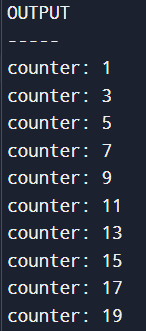 OUTPUT
-----
counter: 1
counter: 3
counter: 5
counter: 7
counter: 9
counter: 11
counter: 13
counter: 15
counter: 17
counter: 19